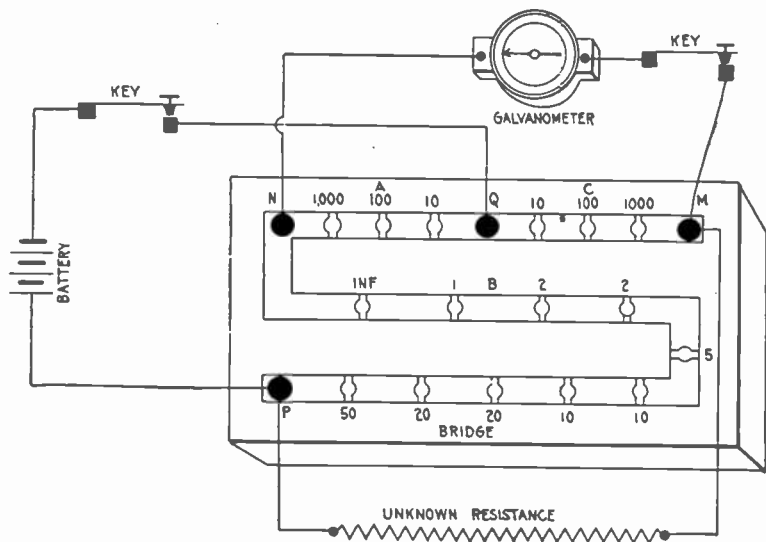 KEY
KEY
GALVANOMETER
BATTERY
A C
N 1,000 100 10 Q 10 100 1000 M
INF 1 B 2 2
5
P 50 20 20 10 10
BRIDGE
UNKNOWN RESISTANCE